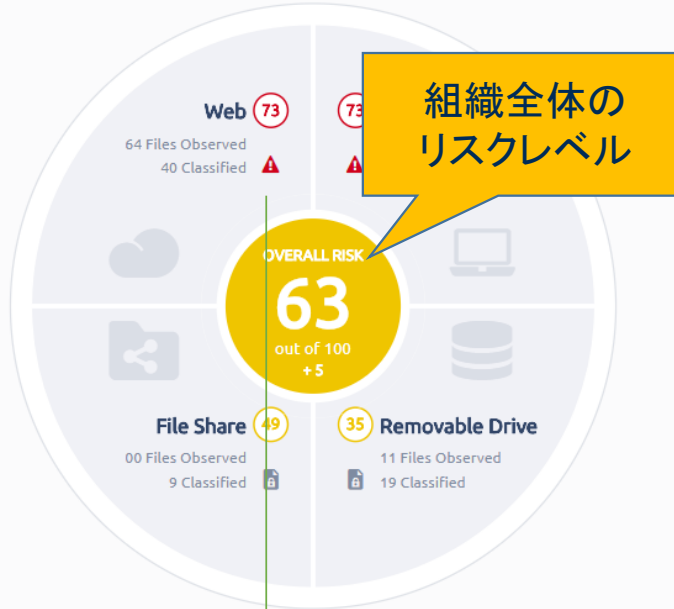 Web 73
64 Files Observed
40 Classified
73
組織全体の
リスクレベル
OVERALL RISK
63
out of 100
+ 5
File Share 49
00 Files Observed
9 Classified
35 Removable Drive
11 Files Observed
19 Classified